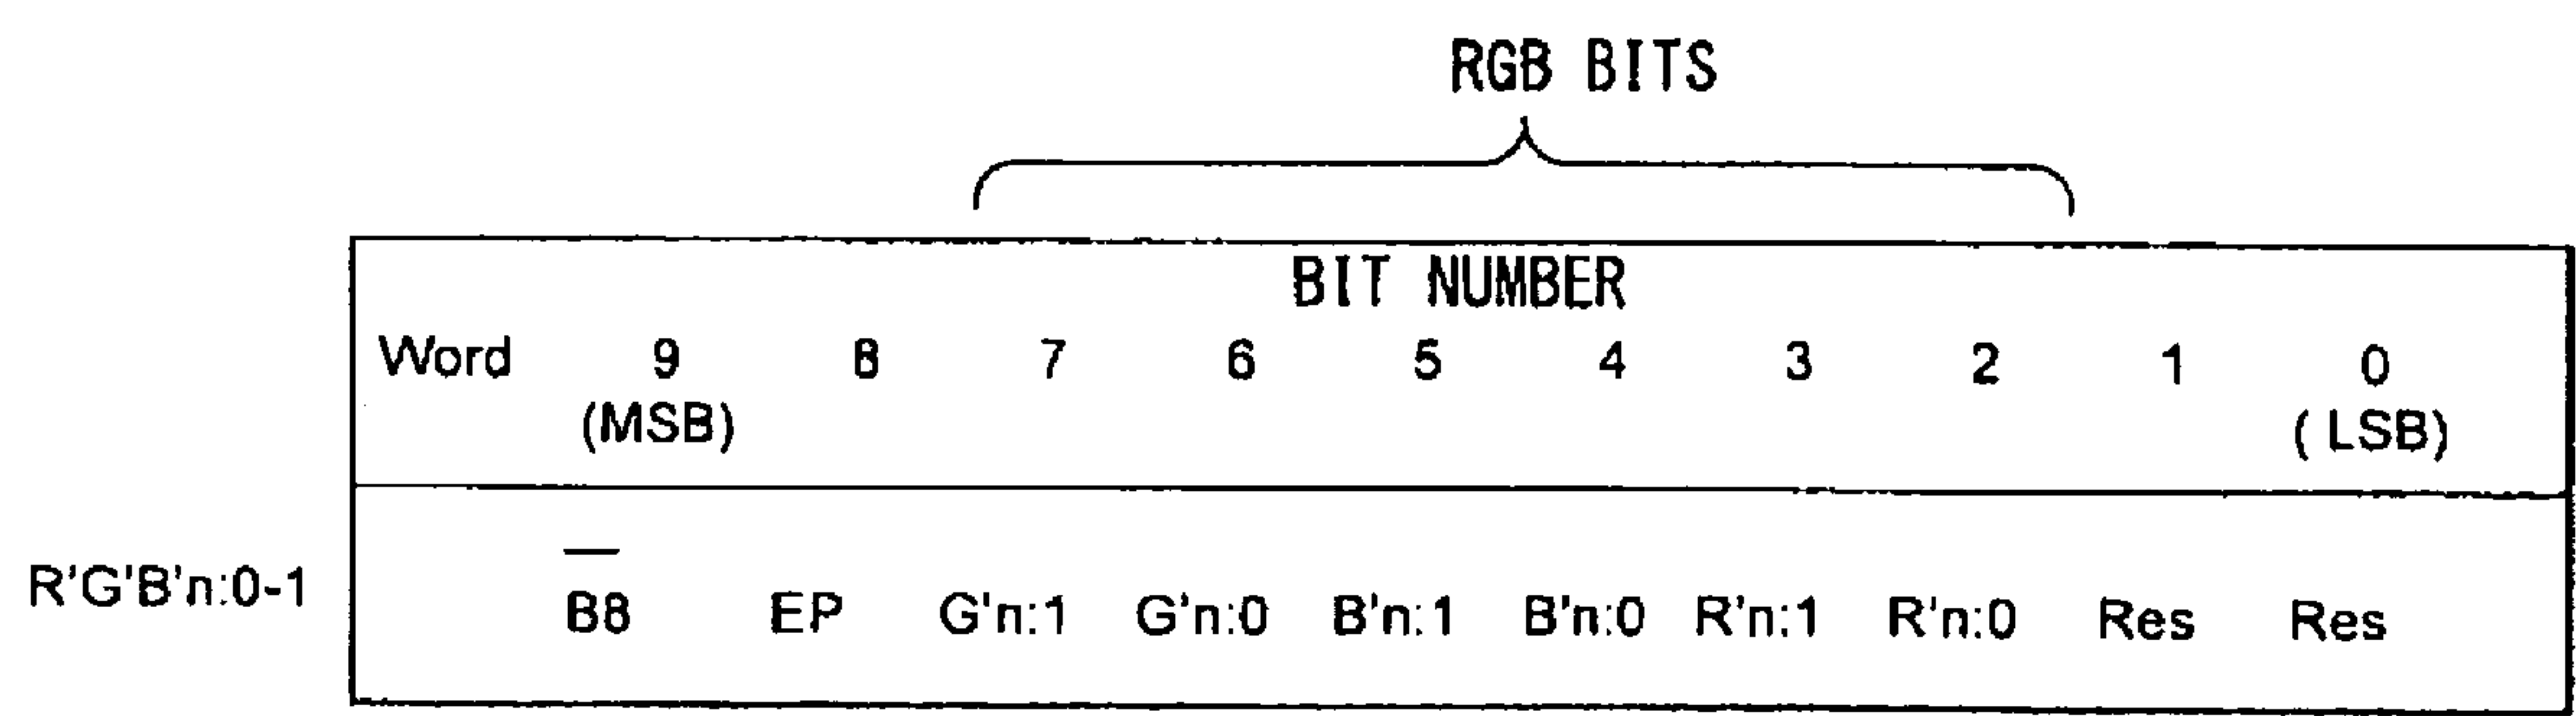 RGB BITS
BIT NUMBER
Word 9 8 7 6 5 4 3 2 1 0
(MSB) ( LSB)
R'G'B'n:0-1 B8 EP G'n:1 G'n:0 B'n:1 B'n:0 R'n:1 R'n:0 Res Res